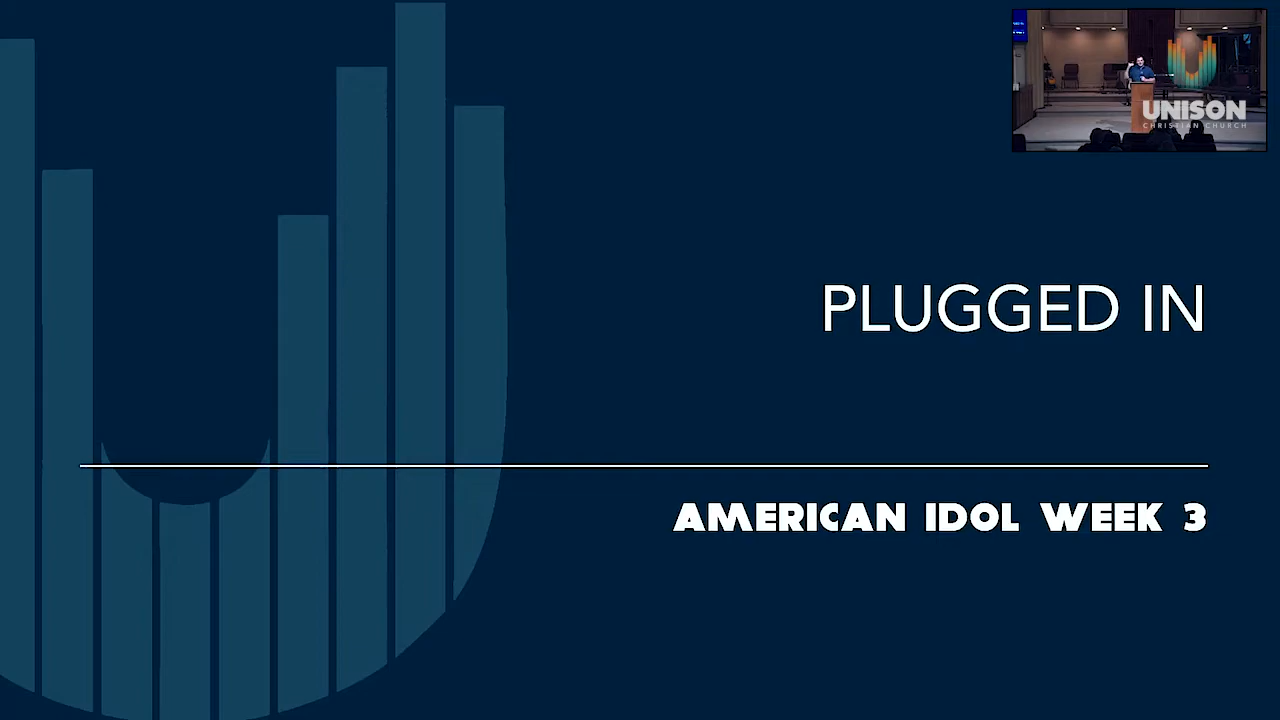 UNISON
CHRISTIAN CHURCH
PLUGGED IN
AMERICAN IDOL WEEK 3